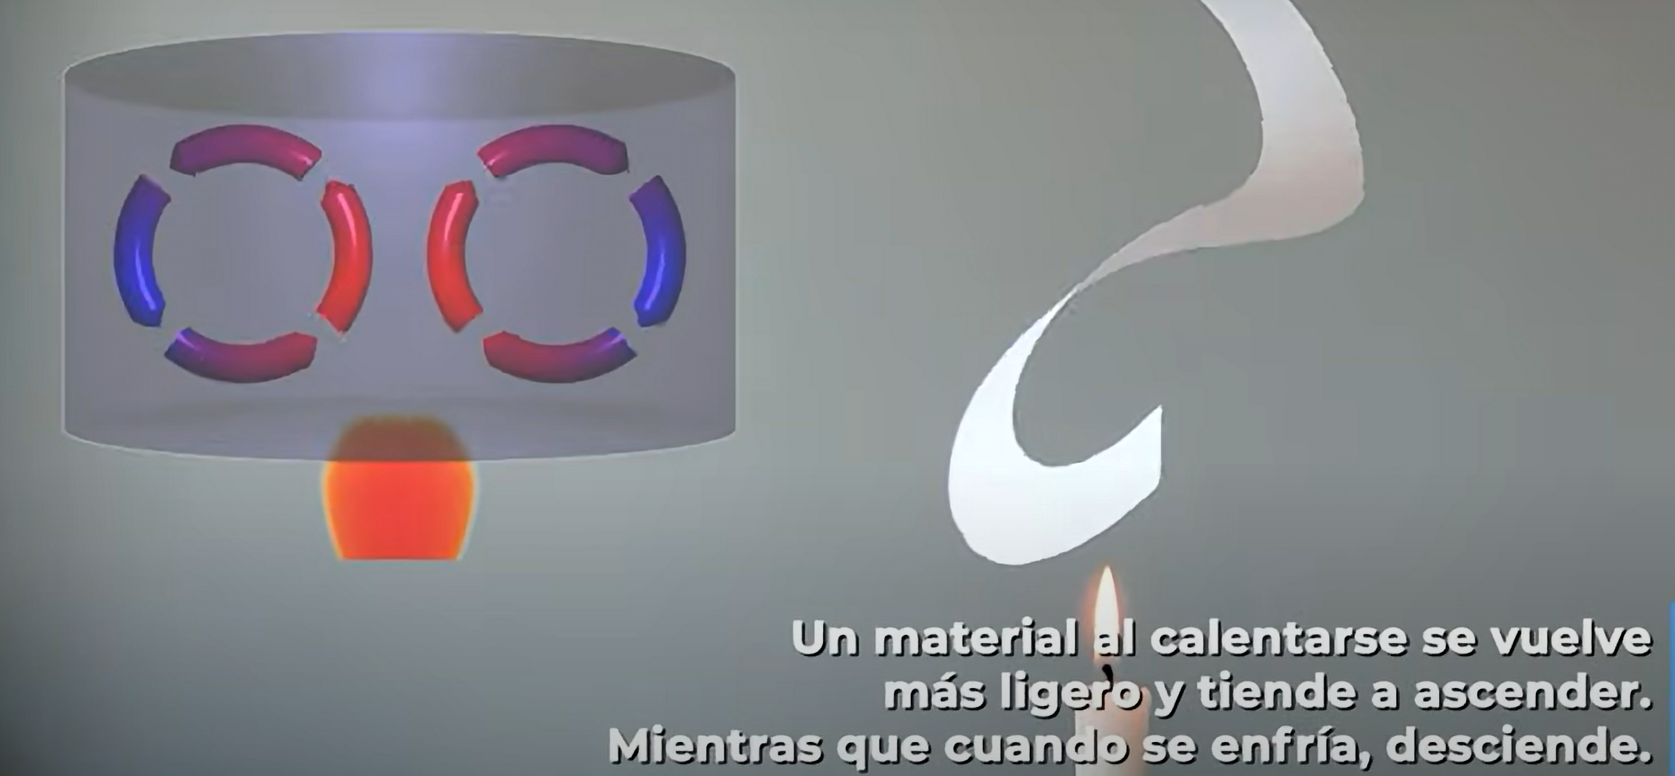 Un material al calentarse se vuelve
más ligero y tiende a ascender.
Mientras que cuando se enfría, desciende.